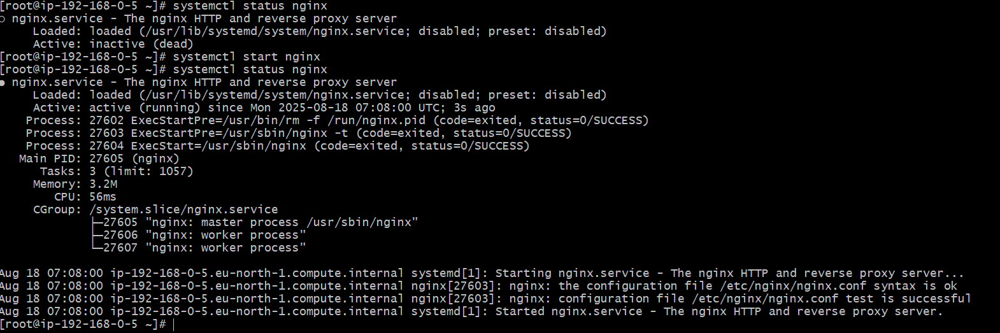 [root@ip-192-168-0-5 ~]# systemctl status nginx
○ nginx.service - The nginx HTTP and reverse proxy server
     Loaded: loaded (/usr/lib/systemd/system/nginx.service; disabled; preset: disabled)
     Active: inactive (dead)
[root@ip-192-168-0-5 ~]# systemctl start nginx
[root@ip-192-168-0-5 ~]# systemctl status nginx
● nginx.service - The nginx HTTP and reverse proxy server
     Loaded: loaded (/usr/lib/systemd/system/nginx.service; disabled; preset: disabled)
     Active: active (running) since Mon 2025-08-18 07:08:00 UTC; 3s ago
    Process: 27602 ExecStartPre=/usr/bin/rm -f /run/nginx.pid (code=exited, status=0/SUCCESS)
    Process: 27603 ExecStartPre=/usr/sbin/nginx -t (code=exited, status=0/SUCCESS)
    Process: 27604 ExecStart=/usr/sbin/nginx (code=exited, status=0/SUCCESS)
   Main PID: 27605 (nginx)
      Tasks: 3 (limit: 1057)
     Memory: 3.2M
        CPU: 56ms
     CGroup: /system.slice/nginx.service
             ├─27605 "nginx: master process /usr/sbin/nginx"
             ├─27606 "nginx: worker process"
             └─27607 "nginx: worker process"

Aug 18 07:08:00 ip-192-168-0-5.eu-north-1.compute.internal systemd[1]: Starting nginx.service - The nginx HTTP and reverse proxy server...
Aug 18 07:08:00 ip-192-168-0-5.eu-north-1.compute.internal nginx[27603]: nginx: the configuration file /etc/nginx/nginx.conf syntax is ok
Aug 18 07:08:00 ip-192-168-0-5.eu-north-1.compute.internal nginx[27603]: nginx: configuration file /etc/nginx/nginx.conf test is successful
Aug 18 07:08:00 ip-192-168-0-5.eu-north-1.compute.internal systemd[1]: Started nginx.service - The nginx HTTP and reverse proxy server.
[root@ip-192-168-0-5 ~]#